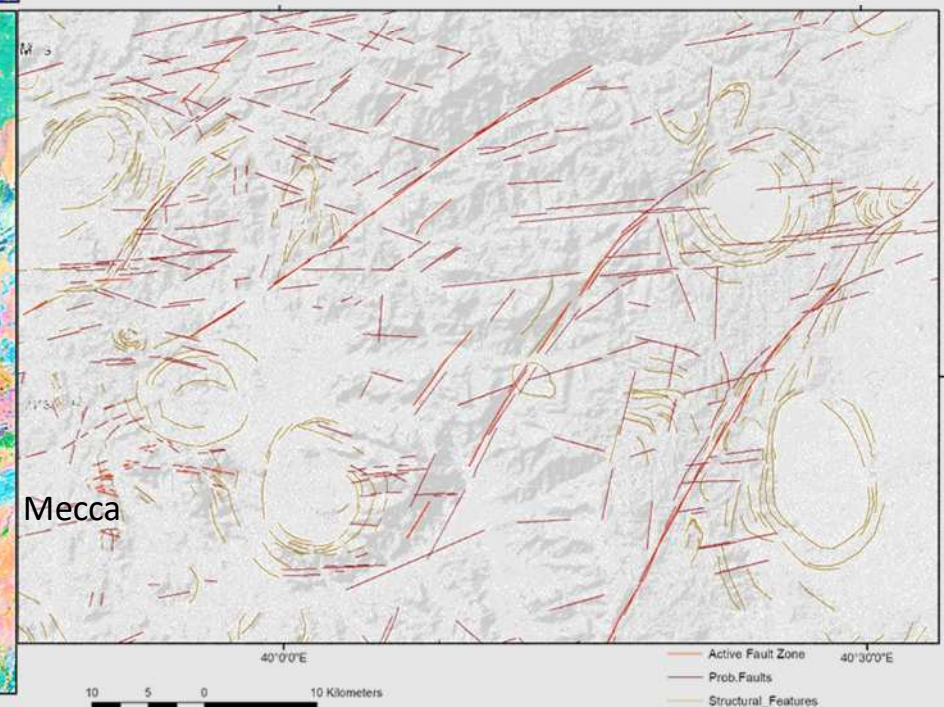 Mecca
40°0'0"E
40°30'0"E
Active Fault Zone
Prob.Faults
Structural_Features
10 5 0 10 Kilometers